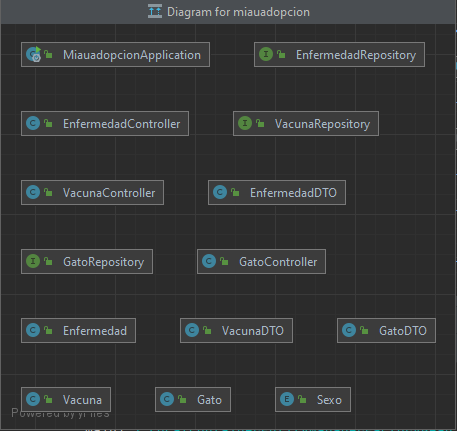 Diagram for miauadopcion
MiauadopcionApplication
EnfermedadRepository
EnfermedadController
VacunaRepository
VacunaController
EnfermedadDTO
GatoRepository
GatoController
Enfermedad
VacunaDTO
GatoDTO
Vacuna
Gato
Sexo
Powered by yFiles